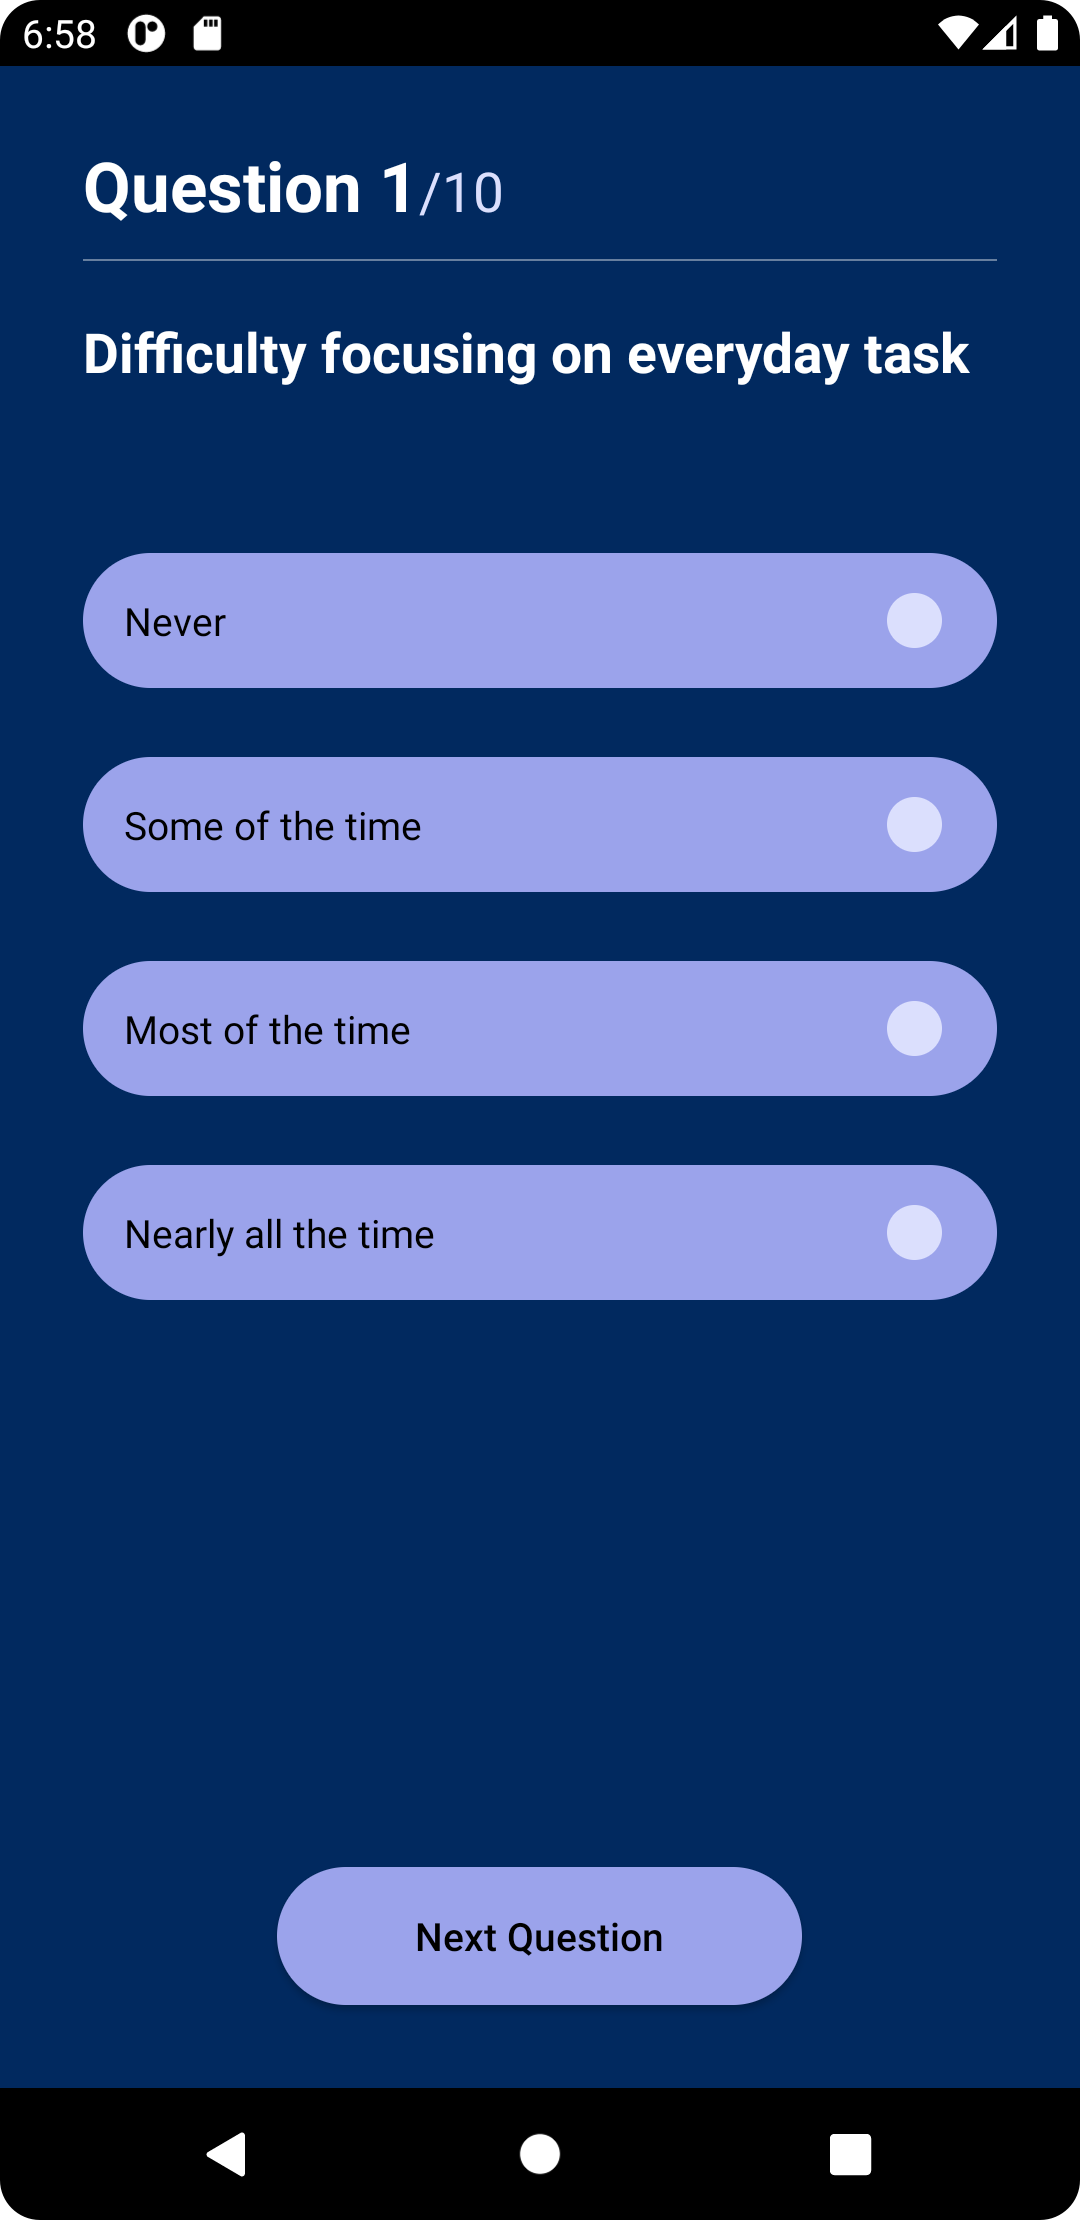 6:58
Question 1/10
Difficulty focusing on everyday task
Never
Some of the time
Most of the time
Nearly all the time
Next Question